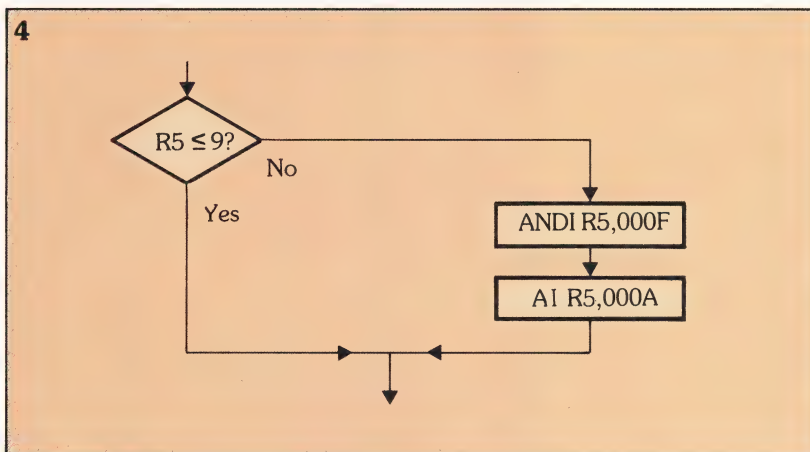 4
R5 ≤ 9?
No
Yes
ANDI R5,000F
AI R5,000A